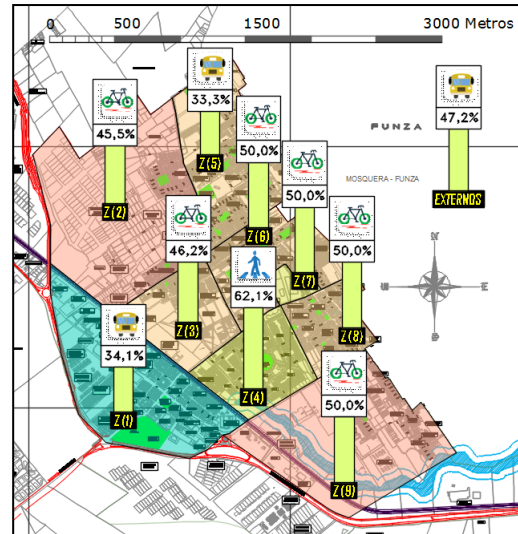 0 500 1500 3000 Metros
33,3%
Z(5)
47,2%
EXTERNOS
FUNZA
MOSQUERA - FUNZA
45,5%
Z(2)
50,0%
Z(6)
50,0%
Z(7)
46,2%
Z(3)
50,0%
Z(8)
62,1%
Z(4)
34,1%
Z(1)
50,0%
Z(9)